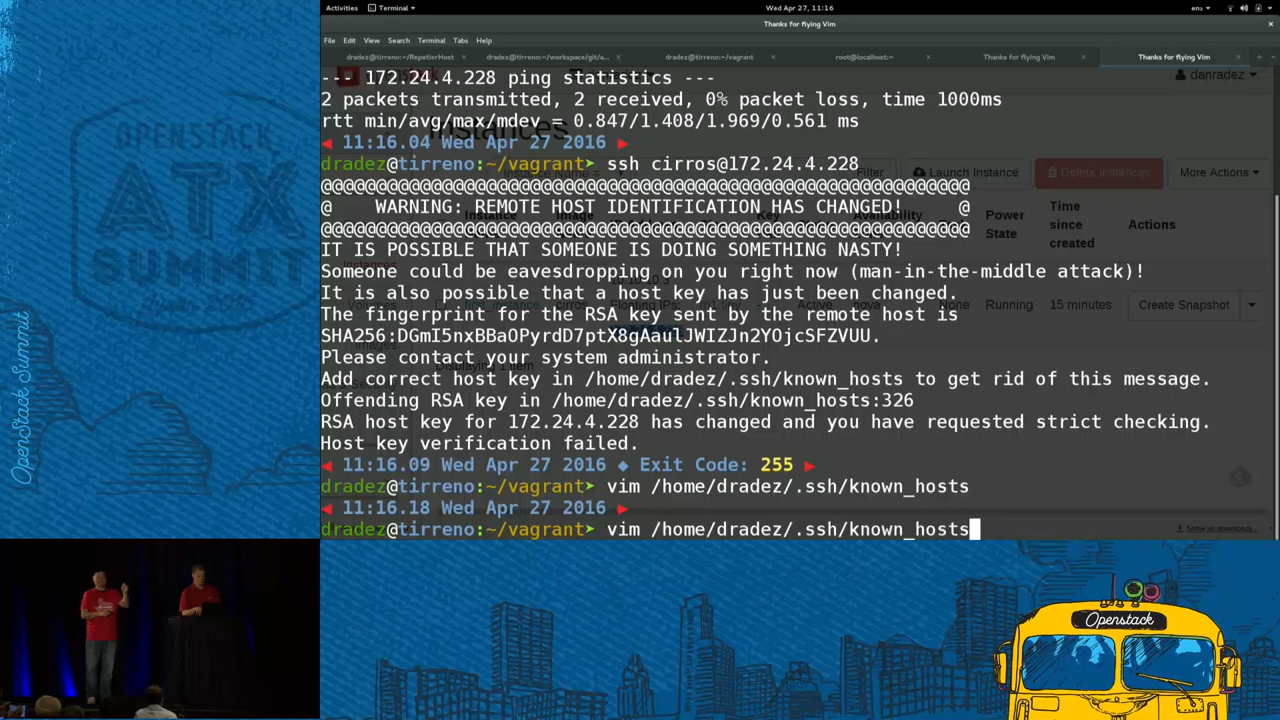 Activities Terminal Wed Apr 27, 11:16 en2
Thanks for flying Vim
File Edit View Search Terminal Tabs Help
dradez@tirreno:~/RepetierHost × dradez@tirreno:~/workspace/git/a... × dradez@tirreno:~/vagrant × root@localhost:~ × Thanks for flying Vim × Thanks for flying Vim ×
danradez
--- 172.24.4.228 ping statistics ---
2 packets transmitted, 2 received, 0% packet loss, time 1000ms
rtt min/avg/max/mdev = 0.847/1.408/1.969/0.561 ms
Instances
11:16.04 Wed Apr 27 2016
dradez@tirreno:~/vagrant ssh cirros@172.24.4.228
Instance Name = Filter Launch Instance Delete Instances More Actions
@@@@@@@@@@@@@@@@@@@@@@@@@@@@@@@@@@@@@@@@@@@@@@@@@@@@@@@@@@@
@ WARNING: REMOTE HOST IDENTIFICATION HAS CHANGED! @
@@@@@@@@@@@@@@@@@@@@@@@@@@@@@@@@@@@@@@@@@@@@@@@@@@@@@@@@@@@
Power State
Time since created
Actions
IT IS POSSIBLE THAT SOMEONE IS DOING SOMETHING NASTY!
Someone could be eavesdropping on you right now (man-in-the-middle attack)!
It is also possible that a host key has just been changed.
None Running 15 minutes Create Snapshot
The fingerprint for the RSA key sent by the remote host is
SHA256:DGmI5nxBBaOPyrdD7ptX8gAaulJWIZJn2YOjcSFZVUU.
Please contact your system administrator.
Displaying 1 item
Add correct host key in /home/dradez/.ssh/known_hosts to get rid of this message.
Offending RSA key in /home/dradez/.ssh/known_hosts:326
RSA host key for 172.24.4.228 has changed and you have requested strict checking.
Host key verification failed.
11:16.09 Wed Apr 27 2016 ◆ Exit Code: 255
dradez@tirreno:~/vagrant vim /home/dradez/.ssh/known_hosts
11:16.18 Wed Apr 27 2016
dradez@tirreno:~/vagrant vim /home/dradez/.ssh/known_hosts
OPENSTACK
ATX
SUMMIT
OpenStack Summit
Openstack